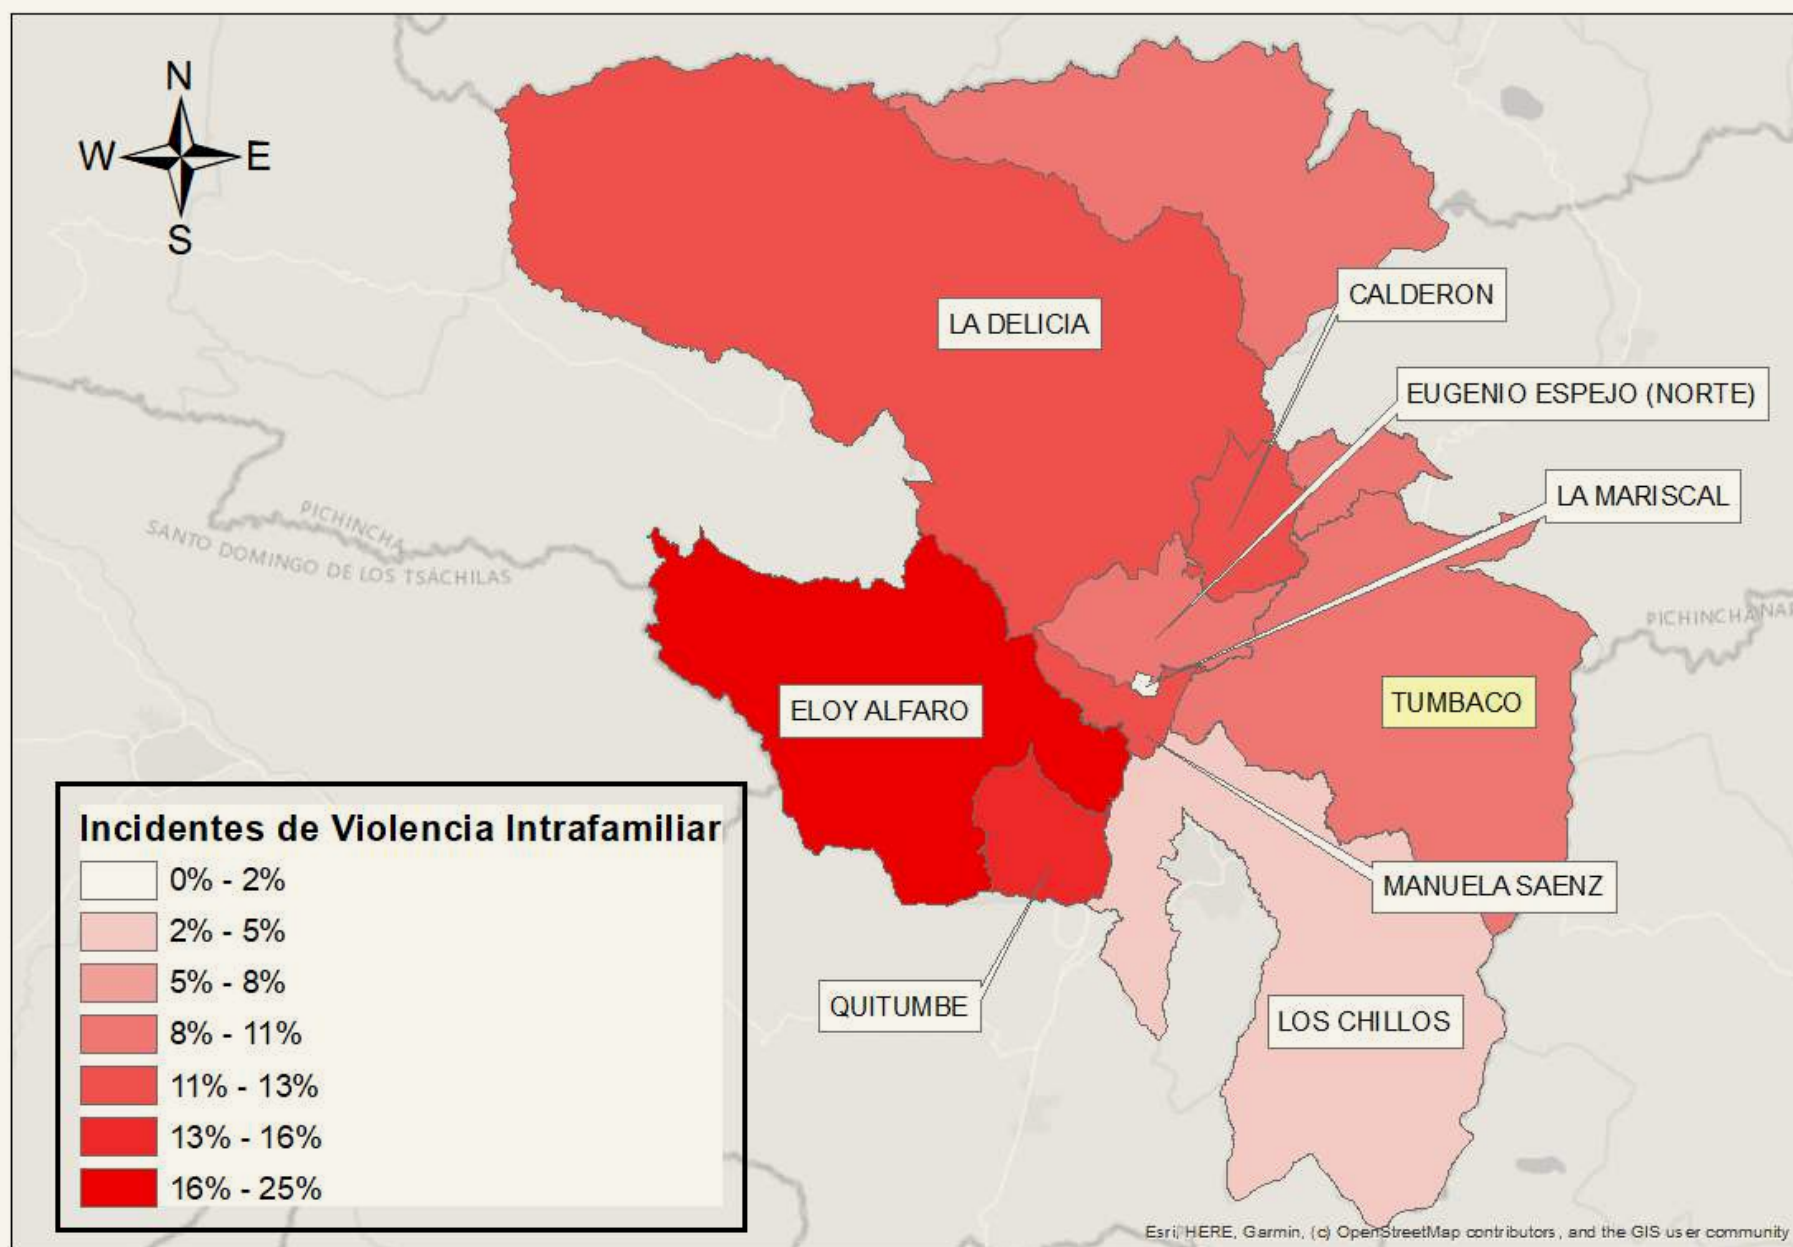 N
W E
S
CALDERON
LA DELICIA
EUGENIO ESPEJO (NORTE)
LA MARISCAL
PICHINCHA
SANTO DOMINGO DE LOS TSÁCHILAS
PICHINCHA
ELOY ALFARO
TUMBACO
MANUELA SAENZ
QUITUMBE
LOS CHILLOS
Incidentes de Violencia Intrafamiliar
0% - 2%
2% - 5%
5% - 8%
8% - 11%
11% - 13%
13% - 16%
16% - 25%
Esri, HERE, Garmin, (c) OpenStreetMap contributors, and the GIS user community